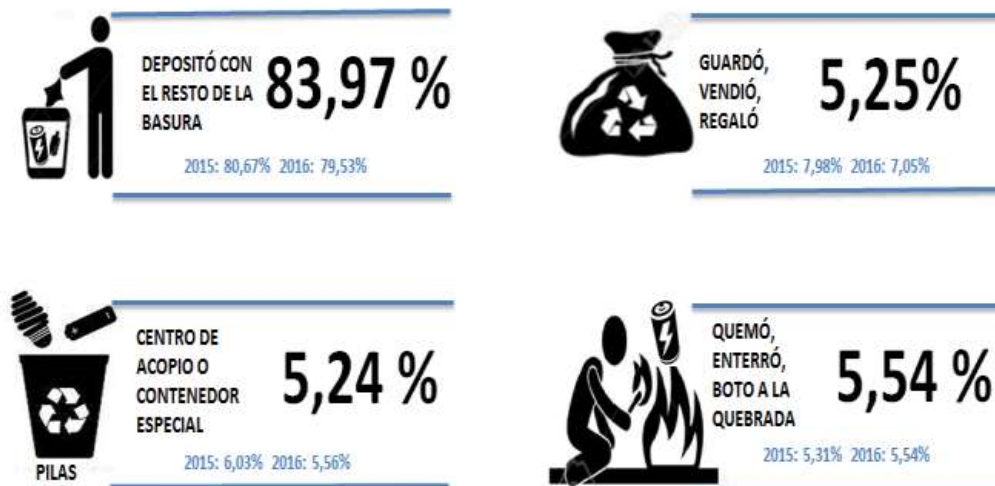 DEPOSITÓ CON
EL RESTO DE LA
BASURA
83,97 %
2015: 80,67% 2016: 79,53%
GUARDÓ,
VENDIÓ,
REGALÓ
5,25%
2015: 7,98% 2016: 7,05%
CENTRO DE
ACOPIO O
CONTENEDOR
ESPECIAL
5,24 %
2015: 6,03% 2016: 5,56%
PILAS
QUEMÓ,
ENTERRÓ,
BOTO A LA
QUEBRADA
5,54 %
2015: 5,31% 2016: 5,54%